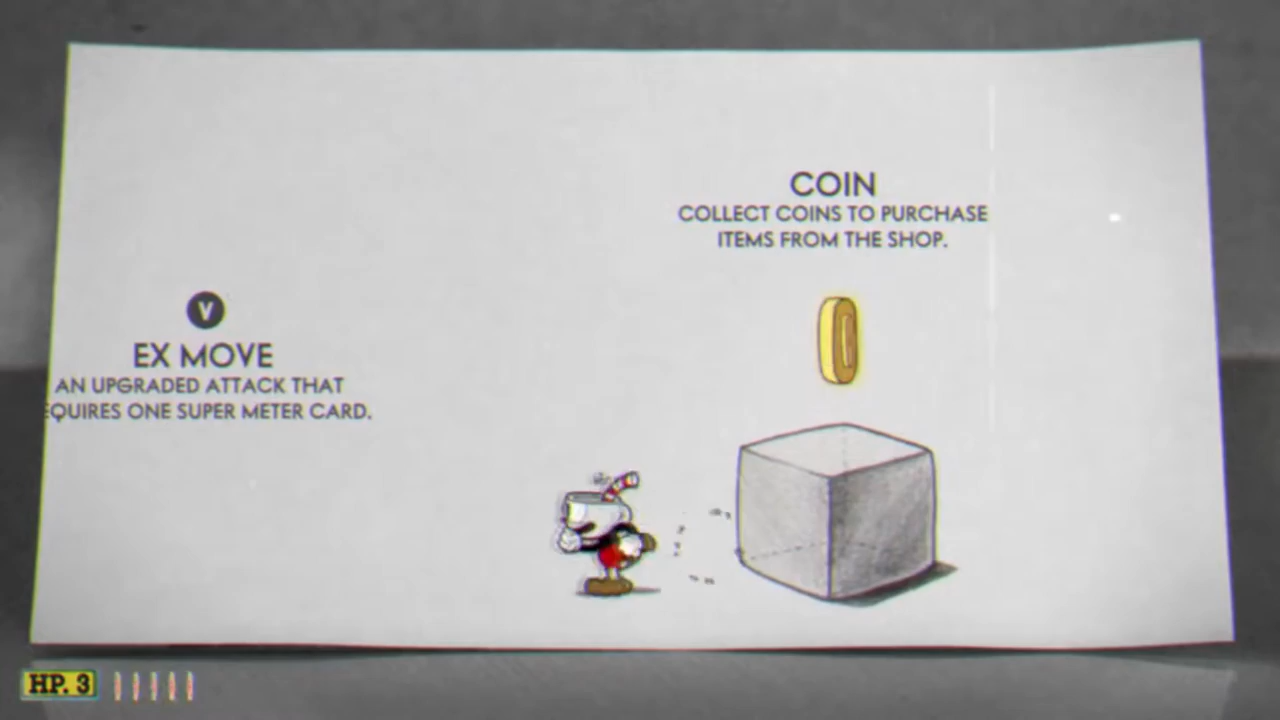 COIN
COLLECT COINS TO PURCHASE
ITEMS FROM THE SHOP.
V
EX MOVE
AN UPGRADED ATTACK THAT
EQUIRES ONE SUPER METER CARD.
HP. 3